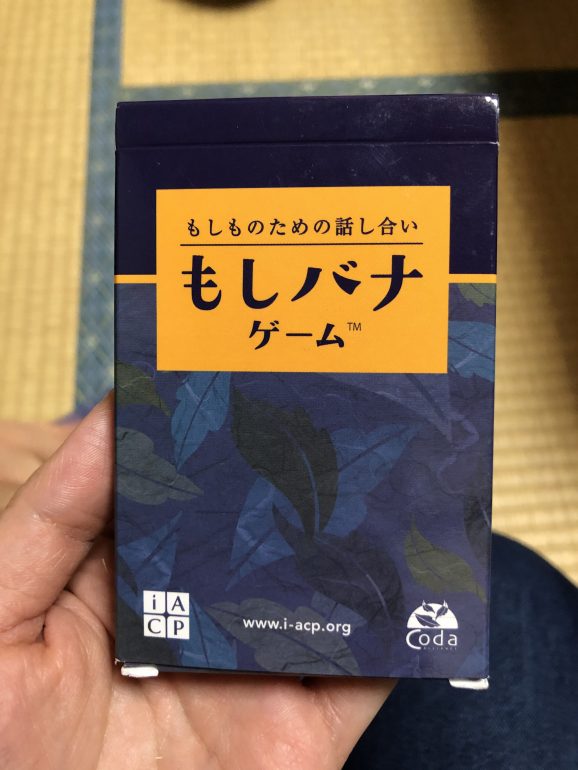 もしものための話し合い
もしバナ
ゲーム™
iACP
www.i-acp.org
Coda
ALLIANCE